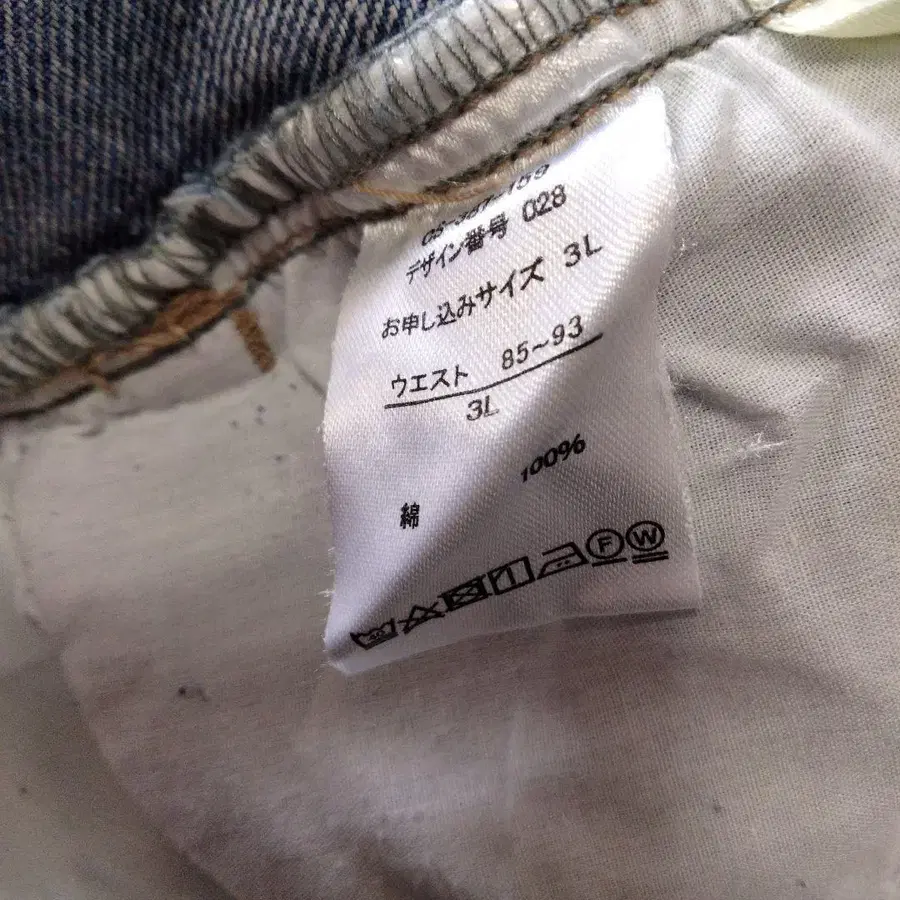 デザイン番号 028
お申し込みサイズ 3L
ウエスト 85~93
3L
綿 100%
40
F W